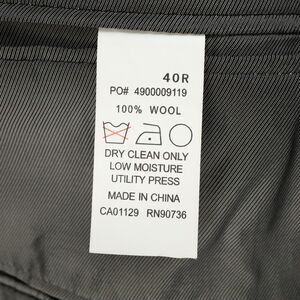 40R
PO# 4900009119
100% WOOL
DRY CLEAN ONLY
LOW MOISTURE
UTILITY PRESS
MADE IN CHINA
CA01129 RN90736